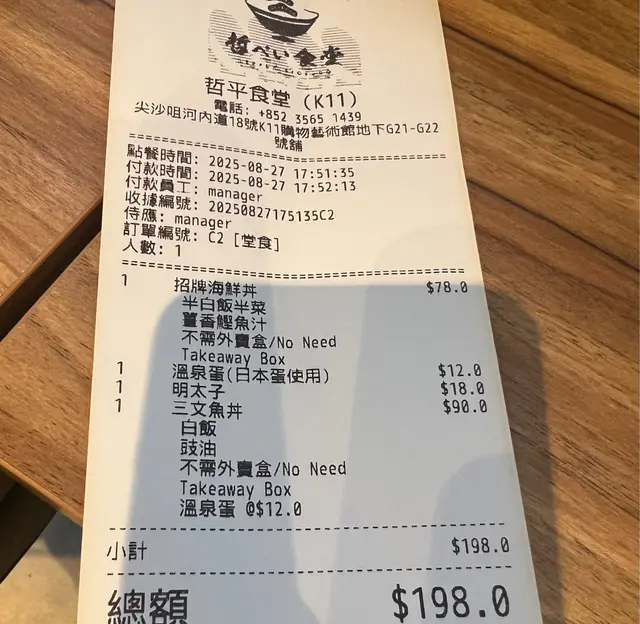 哲ぺい食堂
哲平食堂 (K11)
電話: +852 3565 1439
尖沙咀河內道18號K11購物藝術館地下G21-G22
號舖
點餐時間: 2025-08-27 17:51:35
付款時間: 2025-08-27 17:52:13
付款員工: manager
收據編號: 20250827175135C2
侍應: manager
訂單編號: C2 [堂食]
人數: 1
1 招牌海鮮丼 $78.0
半白飯半菜
薑香鰹魚汁
不需外賣盒/No Need
Takeaway Box
1 溫泉蛋(日本蛋使用) $12.0
1 明太子 $18.0
1 三文魚丼 $90.0
白飯
豉油
不需外賣盒/No Need
Takeaway Box
溫泉蛋 @$12.0
小計 $198.0
總額 $198.0